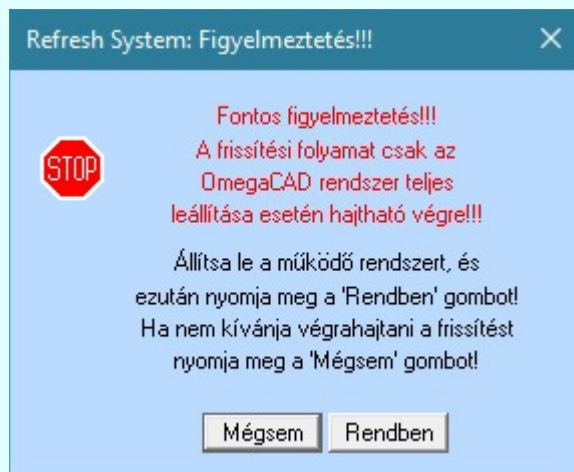 Refresh System: Figyelmeztetés!!!
Fontos figyelmeztetés!!!
STOP
A frissítési folyamat csak az
OmegaCAD rendszer teljes
leállítása esetén hajtható végre!!!
Állítsa le a működő rendszert, és
ezután nyomja meg a 'Rendben' gombot!
Ha nem kívánja végrahajtani a frissítést
nyomja meg a 'Mégsem' gombot!
Mégsem Rendben